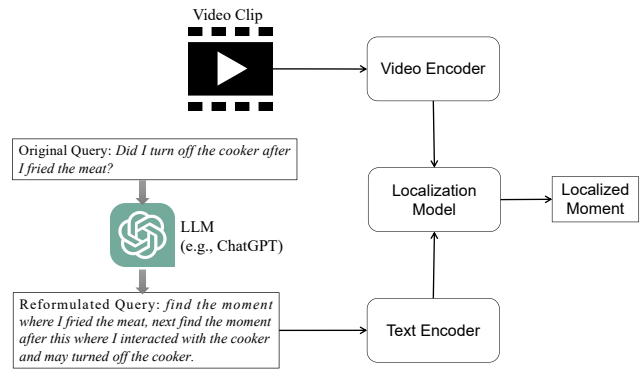 Video Clip
Video Encoder
Original Query: Did I turn off the cooker after
I fried the meat?
Localization
Model
Localized
Moment
LLM
(e.g., ChatGPT)
Reformulated Query: find the moment
where I fried the meat, next find the moment
after this where I interacted with the cooker
and may turned off the cooker.
Text Encoder